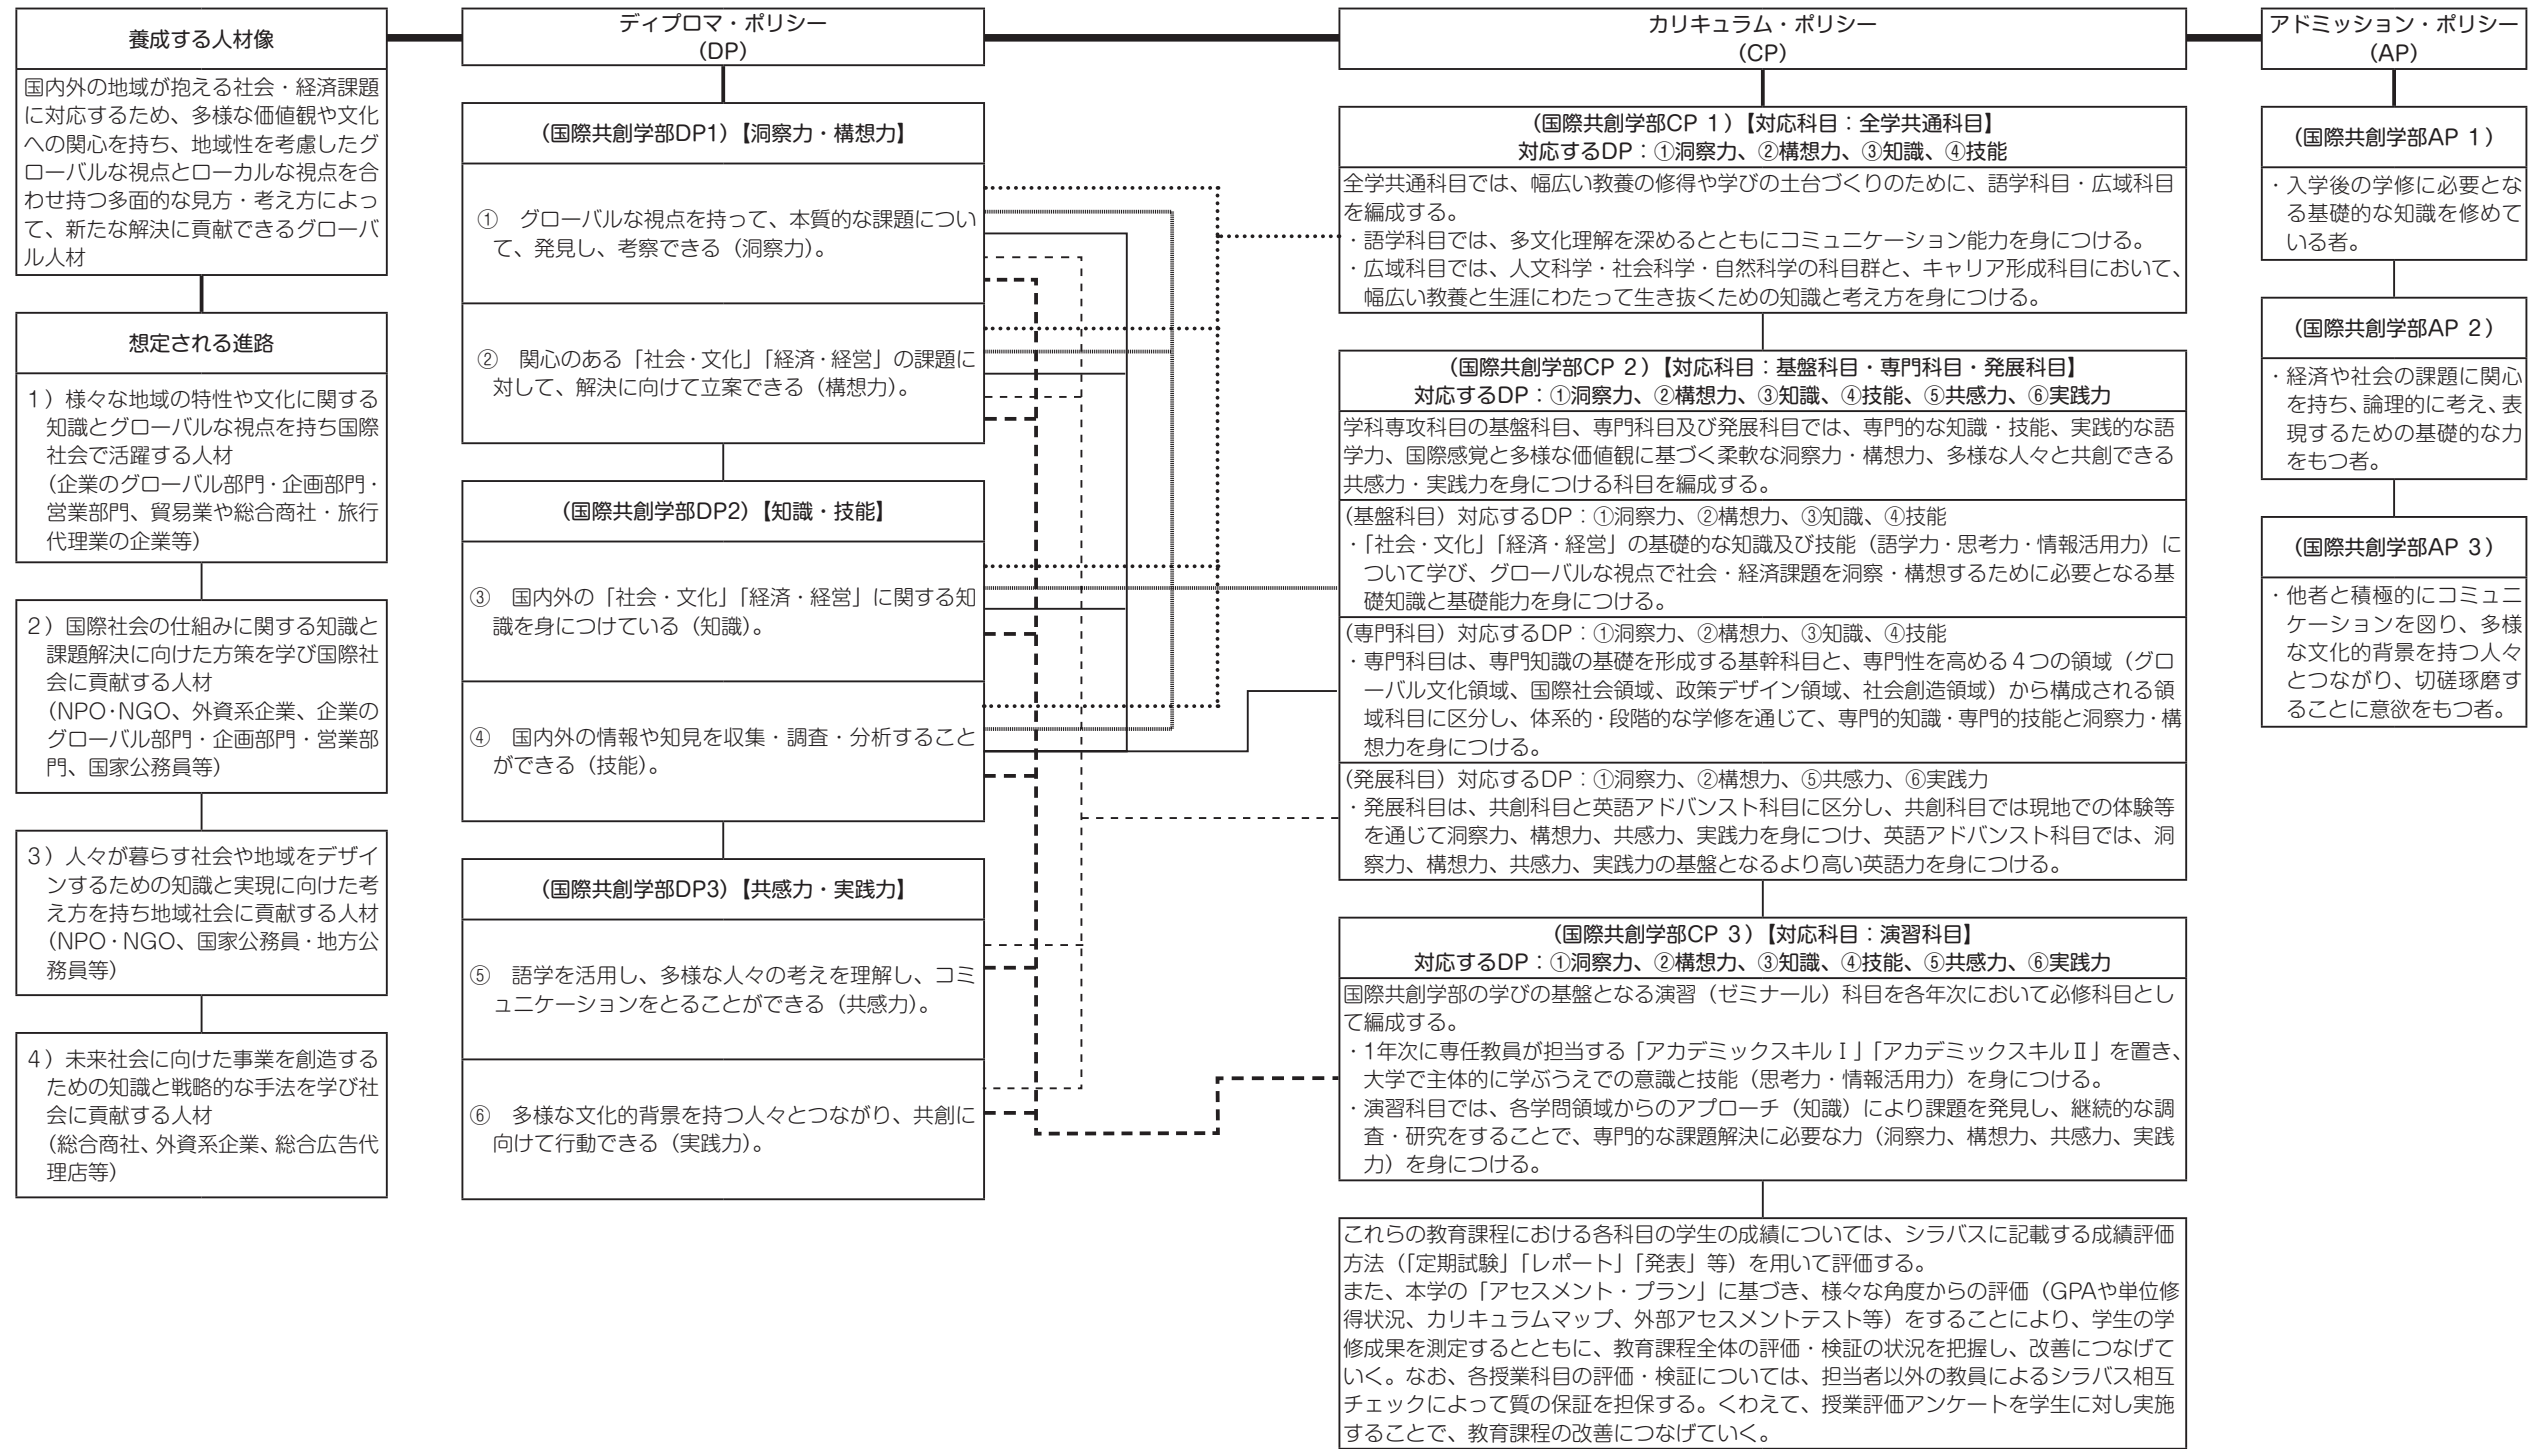 養成する人材像
国内外の地域が抱える社会・経済課題
に対応するため、多様な価値観や文化
への関心を持ち、地域性を考慮したグ
ローバルな視点とローカルな視点を合
わせ持つ多面的な見方・考え方によっ
て、新たな解決に貢献できるグローバ
ル人材
想定される進路
1）様々な地域の特性や文化に関する
知識とグローバルな視点を持ち国際
社会で活躍する人材
（企業のグローバル部門・企画部門・
営業部門、貿易業や総合商社・旅行
代理業の企業等）
2）国際社会の仕組みに関する知識と
課題解決に向けた方策を学び国際社
会に貢献する人材
（NPO・NGO、外資系企業、企業の
グローバル部門・企画部門・営業部
門、国家公務員等）
3）人々が暮らす社会や地域をデザイ
ンするための知識と実現に向けた考
え方を持ち地域社会に貢献する人材
（NPO・NGO、国家公務員・地方公
務員等）
4）未来社会に向けた事業を創造する
ための知識と戦略的な手法を学び社
会に貢献する人材
（総合商社、外資系企業、総合広告代
理店等）
ディプロマ・ポリシー
（DP）
（国際共創学部DP1）【洞察力・構想力】
① グローバルな視点を持って、本質的な課題につい
て、発見し、考察できる（洞察力）。
② 関心のある「社会・文化」「経済・経営」の課題に
対して、解決に向けて立案できる（構想力）。
（国際共創学部DP2）【知識・技能】
③ 国内外の「社会・文化」「経済・経営」に関する知
識を身につけている（知識）。
④ 国内外の情報や知見を収集・調査・分析すること
ができる（技能）。
（国際共創学部DP3）【共感力・実践力】
⑤ 語学を活用し、多様な人々の考えを理解し、コミ
ュニケーションをとることができる（共感力）。
⑥ 多様な文化的背景を持つ人々とつながり、共創に
向けて行動できる（実践力）。
カリキュラム・ポリシー
（CP）
（国際共創学部CP 1）【対応科目：全学共通科目】
対応するDP：①洞察力、②構想力、③知識、④技能
全学共通科目では、幅広い教養の修得や学びの土台づくりのために、語学科目・広域科目
を編成する。
・語学科目では、多文化理解を深めるとともにコミュニケーション能力を身につける。
・広域科目では、人文科学・社会科学・自然科学の科目群と、キャリア形成科目において、
幅広い教養と生涯にわたって生き抜くための知識と考え方を身につける。
（国際共創学部CP 2）【対応科目：基盤科目・専門科目・発展科目】
対応するDP：①洞察力、②構想力、③知識、④技能、⑤共感力、⑥実践力
学科専攻科目の基盤科目、専門科目及び発展科目では、専門的な知識・技能、実践的な語
学力、国際感覚と多様な価値観に基づく柔軟な洞察力・構想力、多様な人々と共創できる
共感力・実践力を身につける科目を編成する。
（基盤科目）対応するDP：①洞察力、②構想力、③知識、④技能
・「社会・文化」「経済・経営」の基礎的な知識及び技能（語学力・思考力・情報活用力）に
ついて学び、グローバルな視点で社会・経済課題を洞察・構想するために必要となる基
礎知識と基礎能力を身につける。
（専門科目）対応するDP：①洞察力、②構想力、③知識、④技能
・専門科目は、専門知識の基礎を形成する基幹科目と、専門性を高める４つの領域（グロ
ーバル文化領域、国際社会領域、政策デザイン領域、社会創造領域）から構成される領
域科目に区分し、体系的・段階的な学修を通じて、専門的知識・専門的技能と洞察力・構
想力を身につける。
（発展科目）対応するDP：①洞察力、②構想力、⑤共感力、⑥実践力
・発展科目は、共創科目と英語アドバンスト科目に区分し、共創科目では現地での体験等
を通じて洞察力、構想力、共感力、実践力を身につけ、英語アドバンスト科目では、洞
察力、構想力、共感力、実践力の基盤となるより高い英語力を身につける。
（国際共創学部CP 3）【対応科目：演習科目】
対応するDP：①洞察力、②構想力、③知識、④技能、⑤共感力、⑥実践力
国際共創学部の学びの基盤となる演習（ゼミナール）科目を各年次において必修科目とし
て編成する。
・1年次に専任教員が担当する「アカデミックスキルⅠ」「アカデミックスキルⅡ」を置き、
大学で主体的に学ぶうえでの意識と技能（思考力・情報活用力）を身につける。
・演習科目では、各学問領域からのアプローチ（知識）により課題を発見し、継続的な調
査・研究をすることで、専門的な課題解決に必要な力（洞察力、構想力、共感力、実践
力）を身につける。
これらの教育課程における各科目の学生の成績については、シラバスに記載する成績評価
方法（「定期試験」「レポート」「発表」等）を用いて評価する。
また、本学の「アセスメント・プラン」に基づき、様々な角度からの評価（GPAや単位修
得状況、カリキュラムマップ、外部アセスメントテスト等）をすることにより、学生の学
修成果を測定するとともに、教育課程全体の評価・検証の状況を把握し、改善につなげて
いく。なお、各授業科目の評価・検証については、担当者以外の教員によるシラバス相互
チェックによって質の保証を担保する。くわえて、授業評価アンケートを学生に対し実施
することで、教育課程の改善につなげていく。
アドミッション・ポリシー
（AP）
（国際共創学部AP 1）
・入学後の学修に必要とな
る基礎的な知識を修めて
いる者。
（国際共創学部AP 2）
・経済や社会の課題に関心
を持ち、論理的に考え、表
現するための基礎的な力
をもつ者。
（国際共創学部AP 3）
・他者と積極的にコミュニ
ケーションを図り、多様
な文化的背景を持つ人々
とつながり、切磋琢磨す
ることに意欲をもつ者。